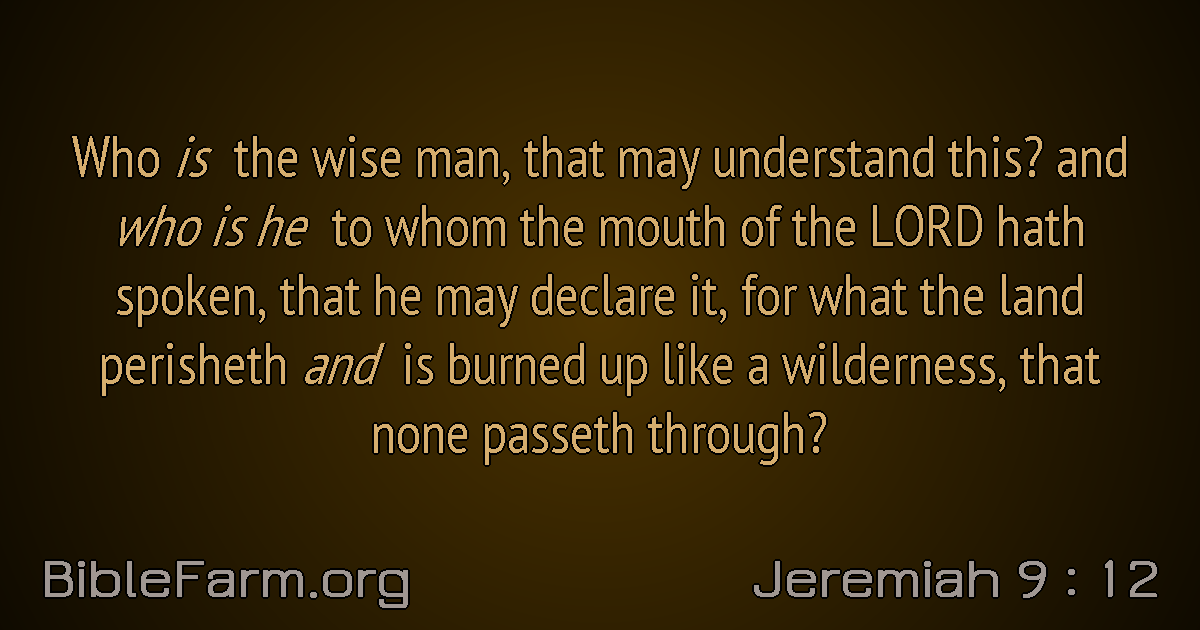 Who is the wise man, that may understand this? and
who is he to whom the mouth of the LORD hath
spoken, that he may declare it, for what the land
perisheth and is burned up like a wilderness, that
none passeth through?
BibleFarm.org
Jeremiah 9 : 12